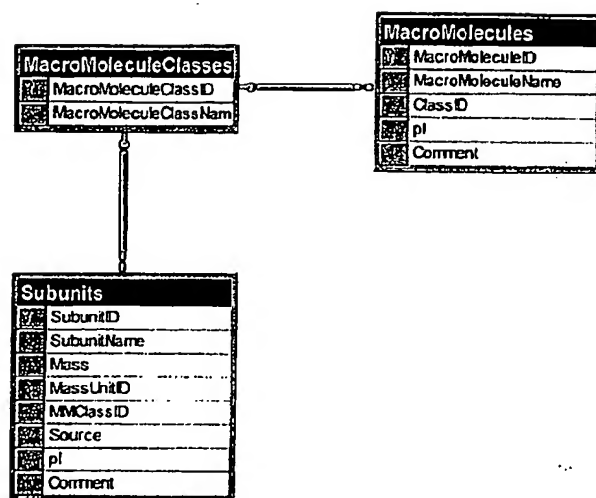 MacroMolecules
MacroMoleculeID
MacroMoleculeName
ClassID
pI
Comment
MacroMoleculeClasses
MacroMoleculeClassID
MacroMoleculeClassNam
Subunits
SubunitID
SubunitName
Mass
MassUnitID
MMClassID
Source
pI
Comment